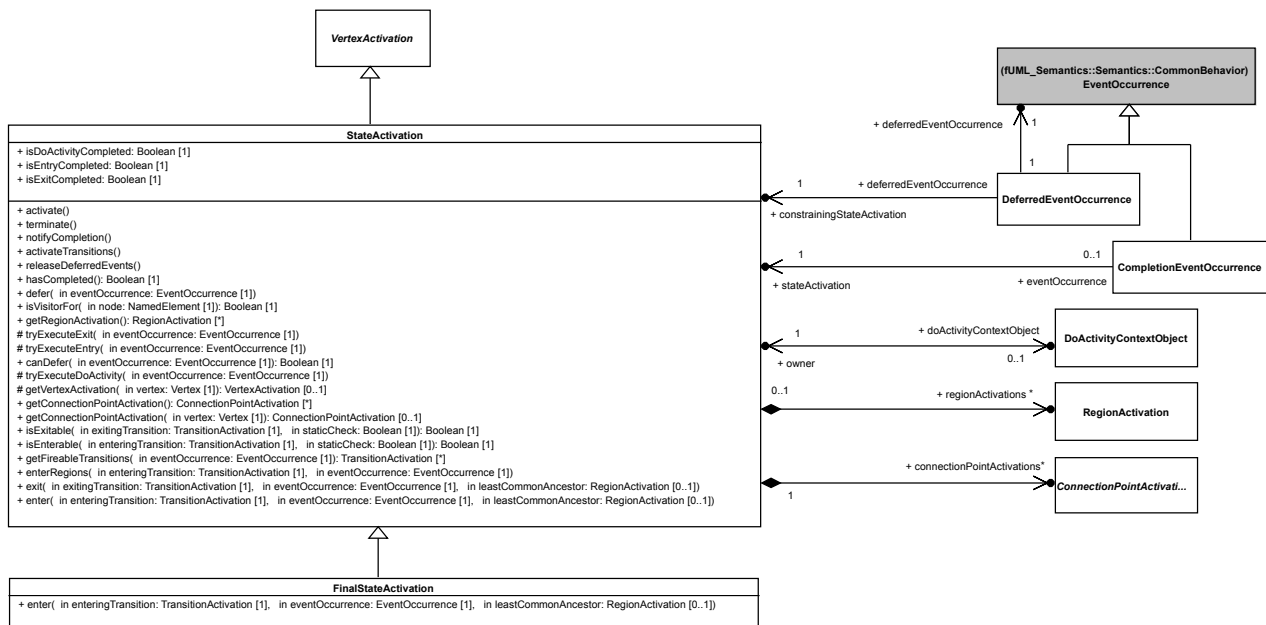 VertexActivation
(fUML_Semantics::Semantics::CommonBehavior)
EventOccurrence
+ deferredEventOccurrence
1
1
StateActivation
+ isDoActivityCompleted: Boolean [1]
+ isEntryCompleted: Boolean [1]
+ isExitCompleted: Boolean [1]
1
+ deferredEventOccurrence
DeferredEventOccurrence
+ constrainingStateActivation
+ activate()
+ terminate()
+ notifyCompletion()
+ activateTransitions()
+ releaseDeferredEvents()
+ hasCompleted(): Boolean [1]
+ defer( in eventOccurrence: EventOccurrence [1])
+ isVisitorFor( in node: NamedElement [1]): Boolean [1]
+ getRegionActivation(): RegionActivation [*]
# tryExecuteExit( in eventOccurrence: EventOccurrence [1])
# tryExecuteEntry( in eventOccurrence: EventOccurrence [1])
+ canDefer( in eventOccurrence: EventOccurrence [1]): Boolean [1]
# tryExecuteDoActivity( in eventOccurrence: EventOccurrence [1])
# getVertexActivation( in vertex: Vertex [1]): VertexActivation [0..1]
+ getConnectionPointActivation(): ConnectionPointActivation [*]
+ getConnectionPointActivation( in vertex: Vertex [1]): ConnectionPointActivation [0..1]
+ isExitable( in exitingTransition: TransitionActivation [1], in staticCheck: Boolean [1]): Boolean [1]
+ isEnterable( in enteringTransition: TransitionActivation [1], in staticCheck: Boolean [1]): Boolean [1]
+ getFireableTransitions( in eventOccurrence: EventOccurrence [1]): TransitionActivation [*]
+ enterRegions( in enteringTransition: TransitionActivation [1], in eventOccurrence: EventOccurrence [1])
+ exit( in exitingTransition: TransitionActivation [1], in eventOccurrence: EventOccurrence [1], in leastCommonAncestor: RegionActivation [0..1])
+ enter( in enteringTransition: TransitionActivation [1], in eventOccurrence: EventOccurrence [1], in leastCommonAncestor: RegionActivation [0..1])
1
0..1
CompletionEventOccurrence
+ stateActivation
+ eventOccurrence
1
+ doActivityContextObject
DoActivityContextObject
+ owner
0..1
0..1
+ regionActivations *
RegionActivation
+ connectionPointActivations*
1
ConnectionPointActivati...
FinalStateActivation
+ enter( in enteringTransition: TransitionActivation [1], in eventOccurrence: EventOccurrence [1], in leastCommonAncestor: RegionActivation [0..1])